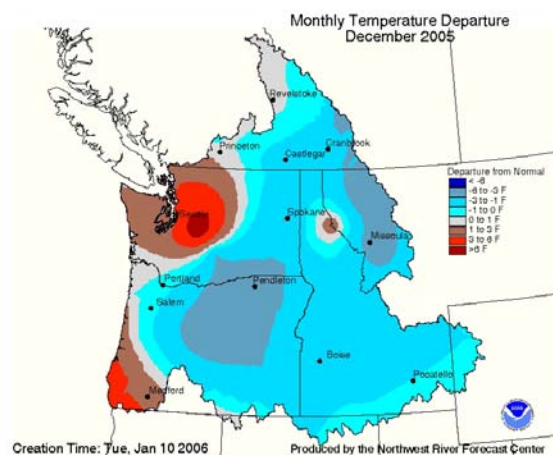 Monthly Temperature Departure
December 2005
Revelstoke
Princeton
Cranbrook
Castlegar
Departure from Normal
< -6
-6 to -3 F
-3 to -1 F
-1 to 0 F
0 to 1 F
1 to 3 F
3 to 6 F
>6 F
Seattle
Spokane
Missoula
Portland
Pendleton
Salem
Boise
Pocatello
Medford
Creation Time: Tue, Jan 10 2006
Produced by the Northwest River Forecast Center